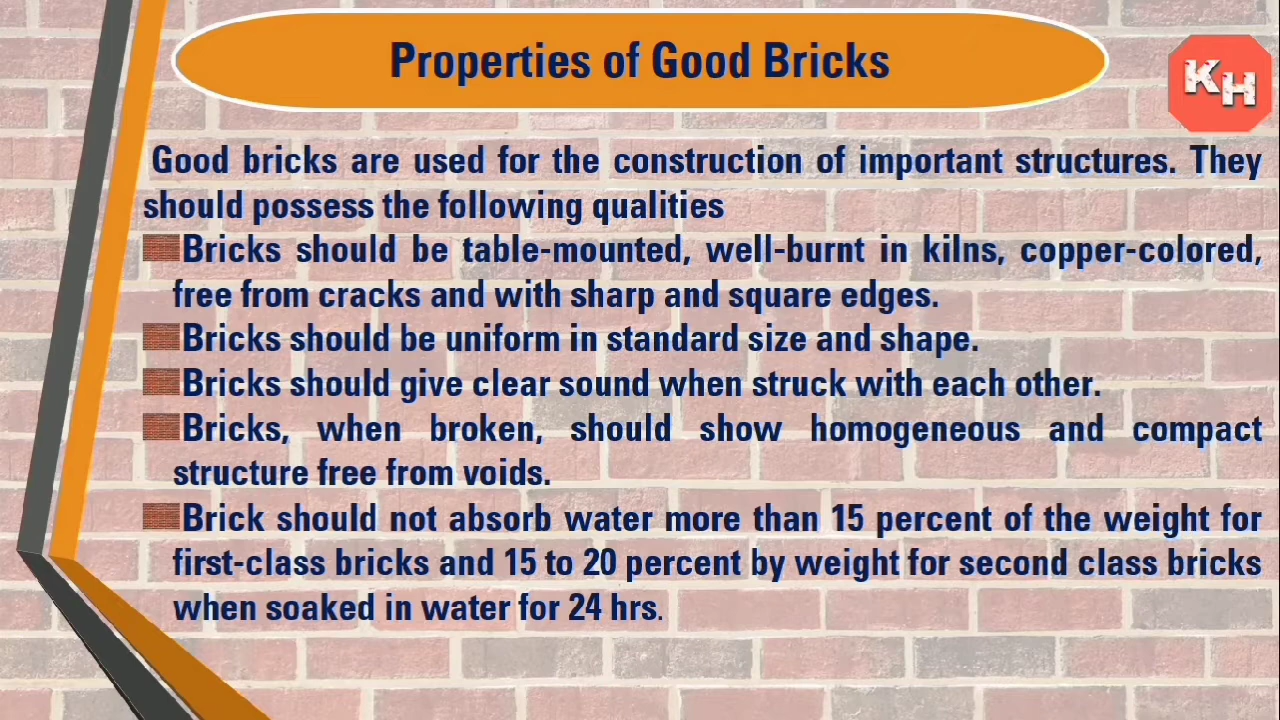 Properties of Good Bricks
KH
Good bricks are used for the construction of important structures. They
should possess the following qualities
Bricks should be table-mounted, well-burnt in kilns, copper-colored,
free from cracks and with sharp and square edges.
Bricks should be uniform in standard size and shape.
Bricks should give clear sound when struck with each other.
Bricks, when broken, should show homogeneous and compact
structure free from voids.
Brick should not absorb water more than 15 percent of the weight for
first-class bricks and 15 to 20 percent by weight for second class bricks
when soaked in water for 24 hrs.